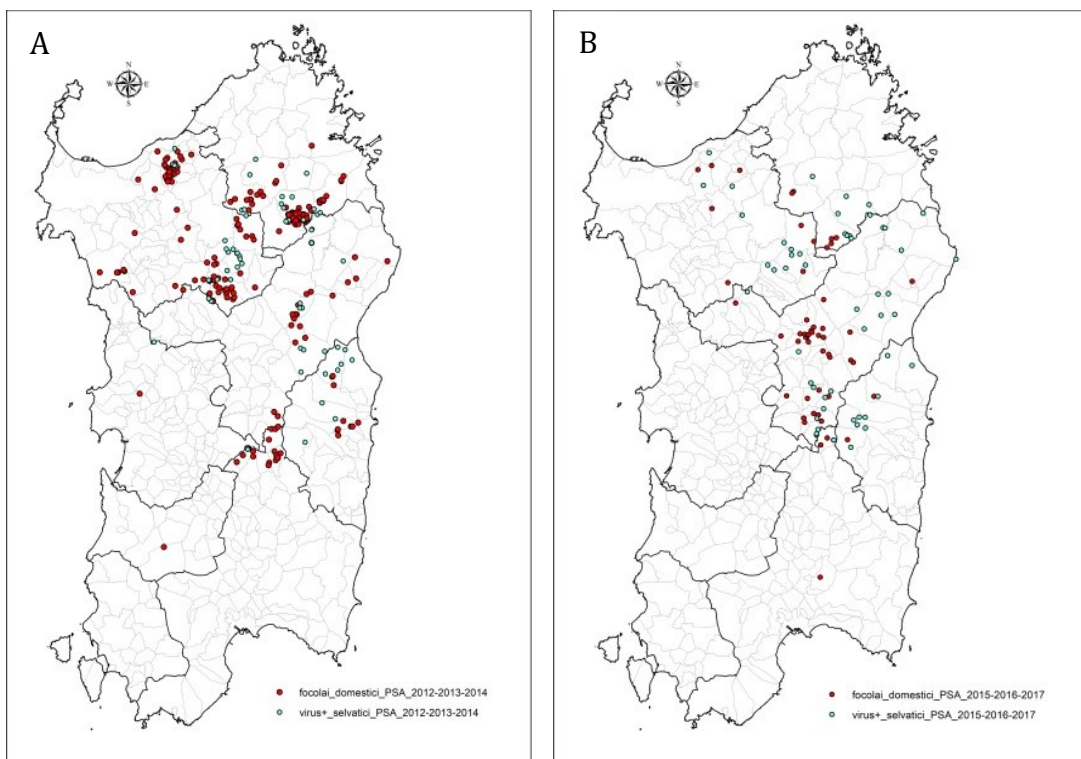 A
N
W E
S
focolai_domestici_PSA_2012-2013-2014
virus+_selvatici_PSA_2012-2013-2014
B
N
W E
S
focolai_domestici_PSA_2015-2016-2017
virus+_selvatici_PSA_2015-2016-2017